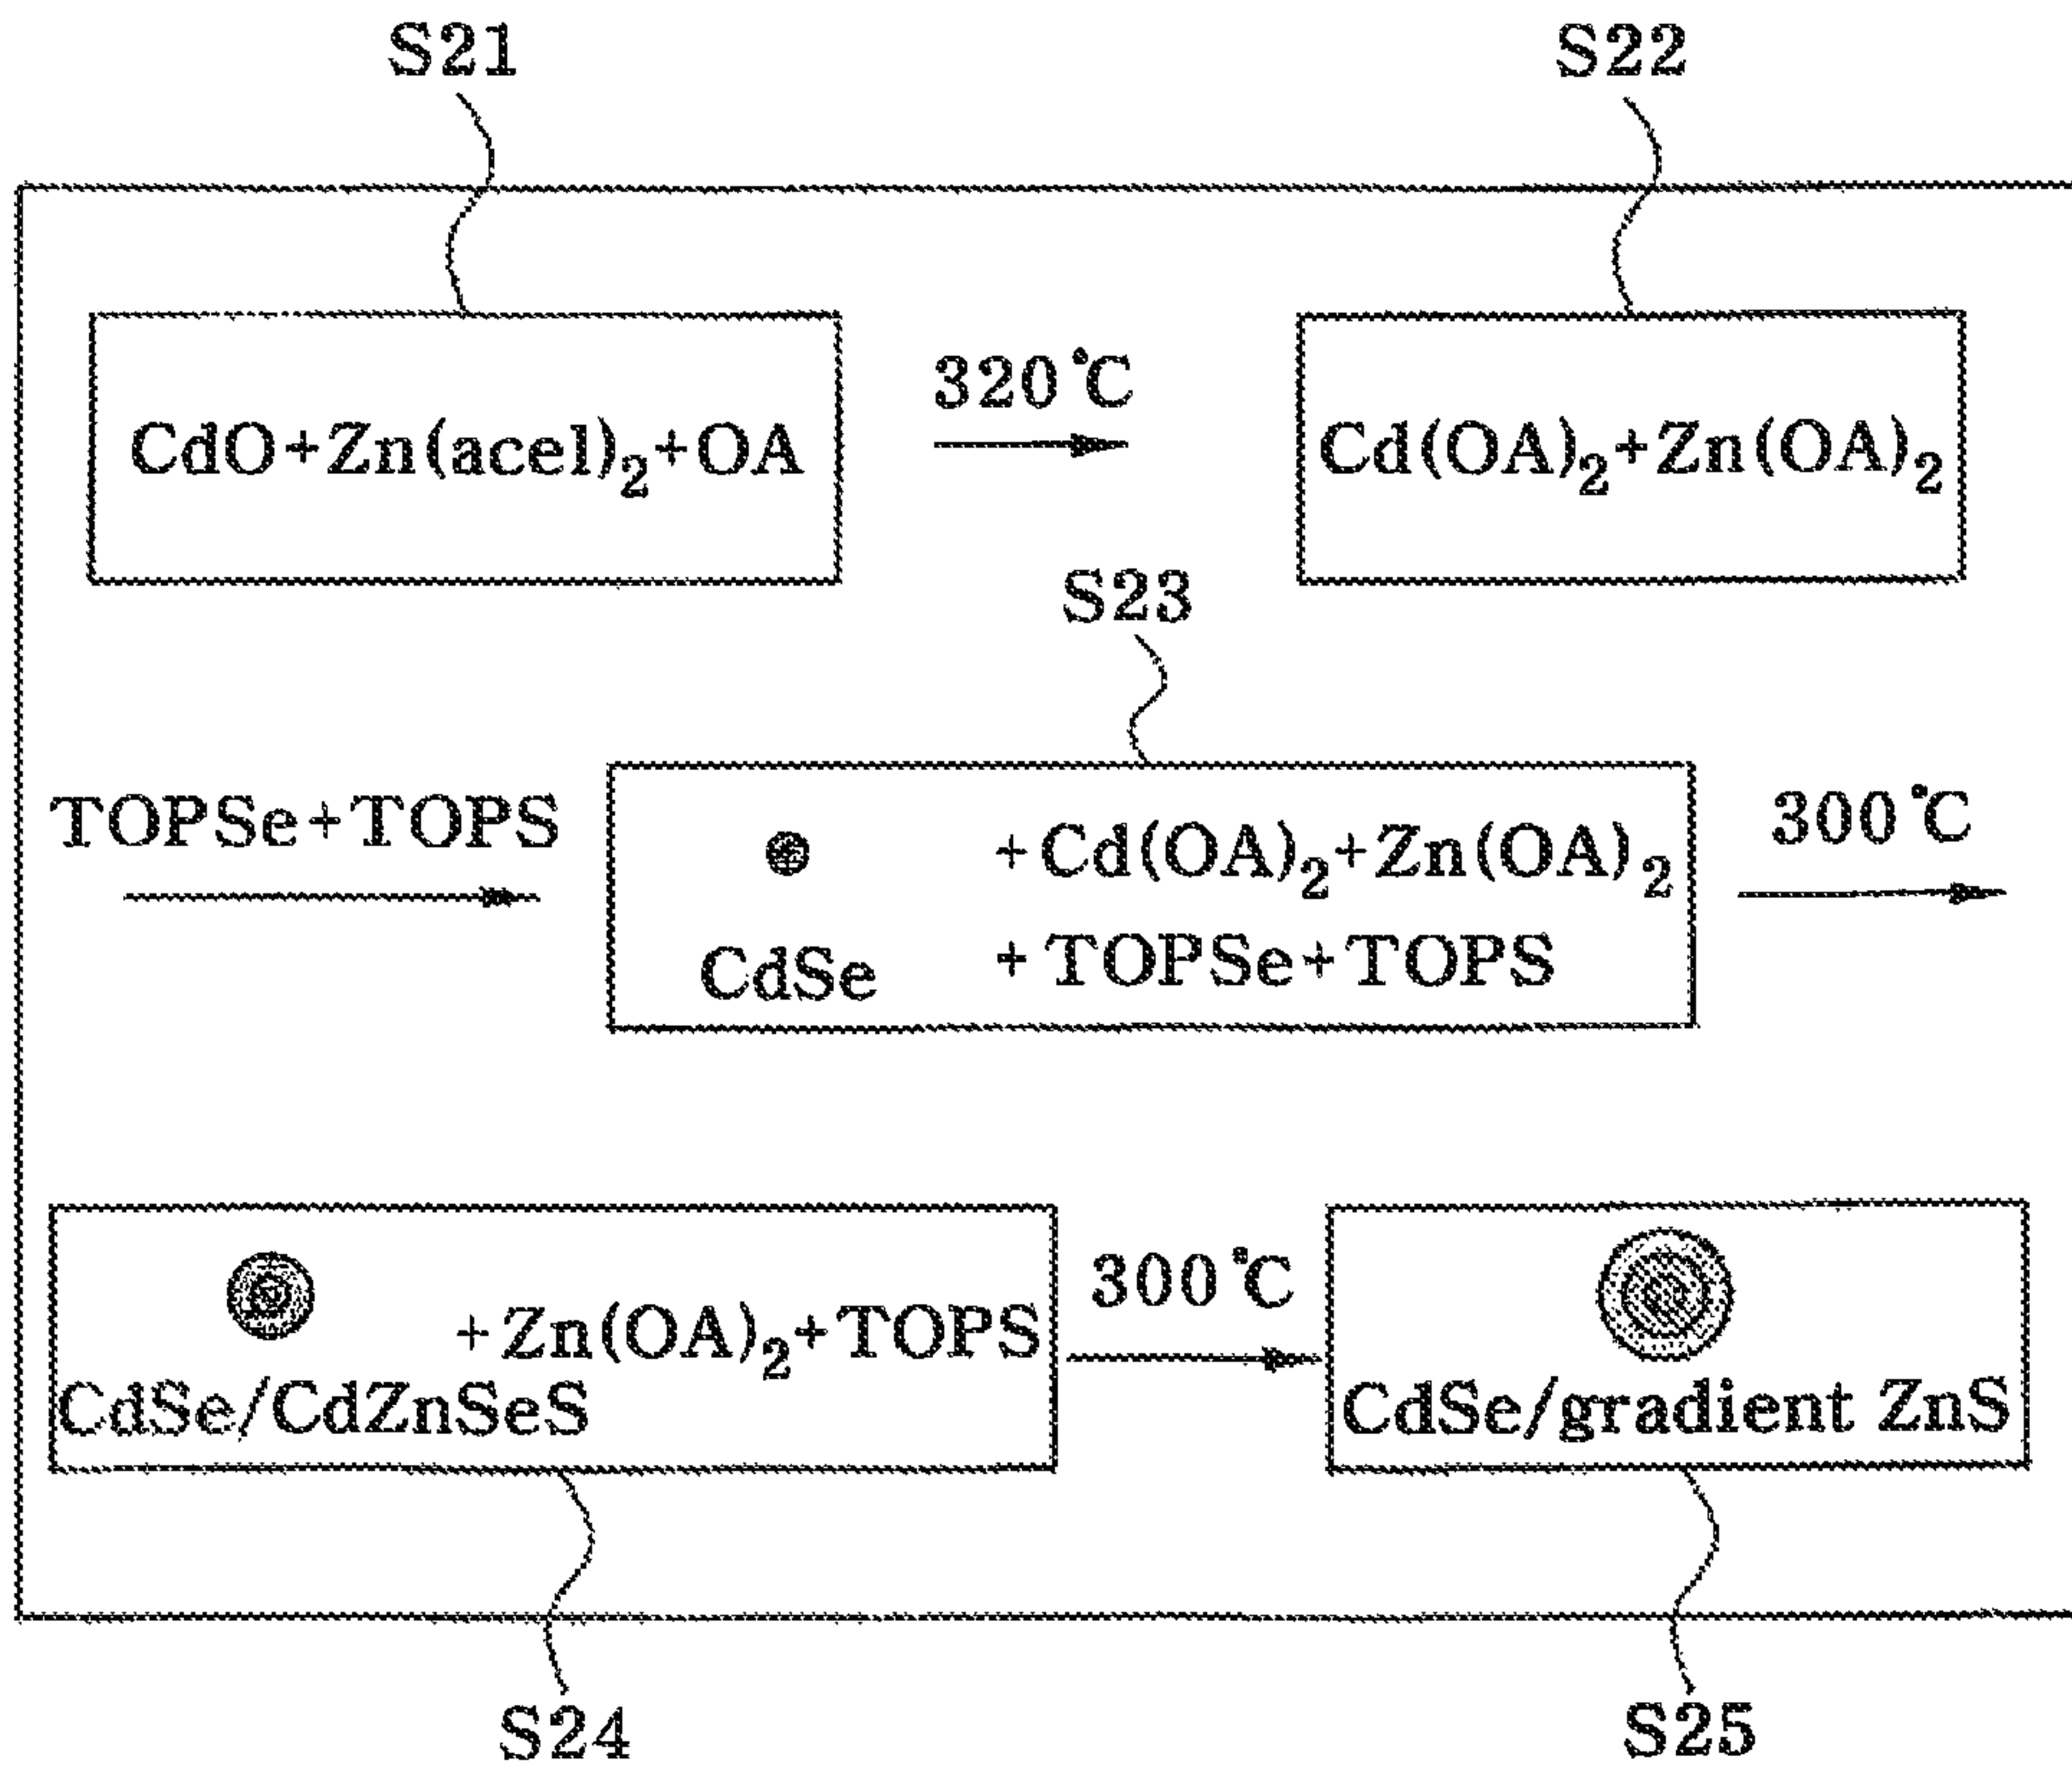 S21
S22
CdO+Zn(acel)₂+OA
320℃
Cd(OA)₂+Zn(OA)₂
S23
TOPSe+TOPS
+Cd(OA)₂+Zn(OA)₂
CdSe
+TOPSe+TOPS
300℃
+Zn(OA)₂+TOPS
CdSe/CdZnSeS
300℃
CdSe/gradient ZnS
S24
S25